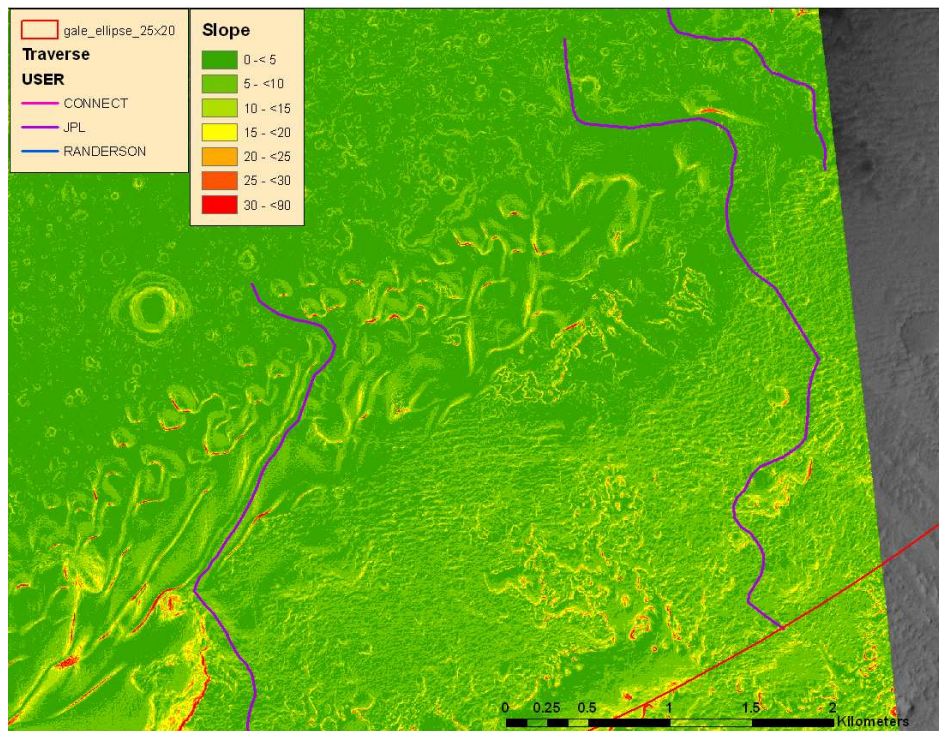 gale_ellipse_25x20
Traverse
USER
CONNECT
JPL
RANDERSON
Slope
0 -< 5
5 - <10
10 - <15
15 - <20
20 - <25
25 - <30
30 - <90
0 0.25 0.5 1 1.5 2
Kilometers